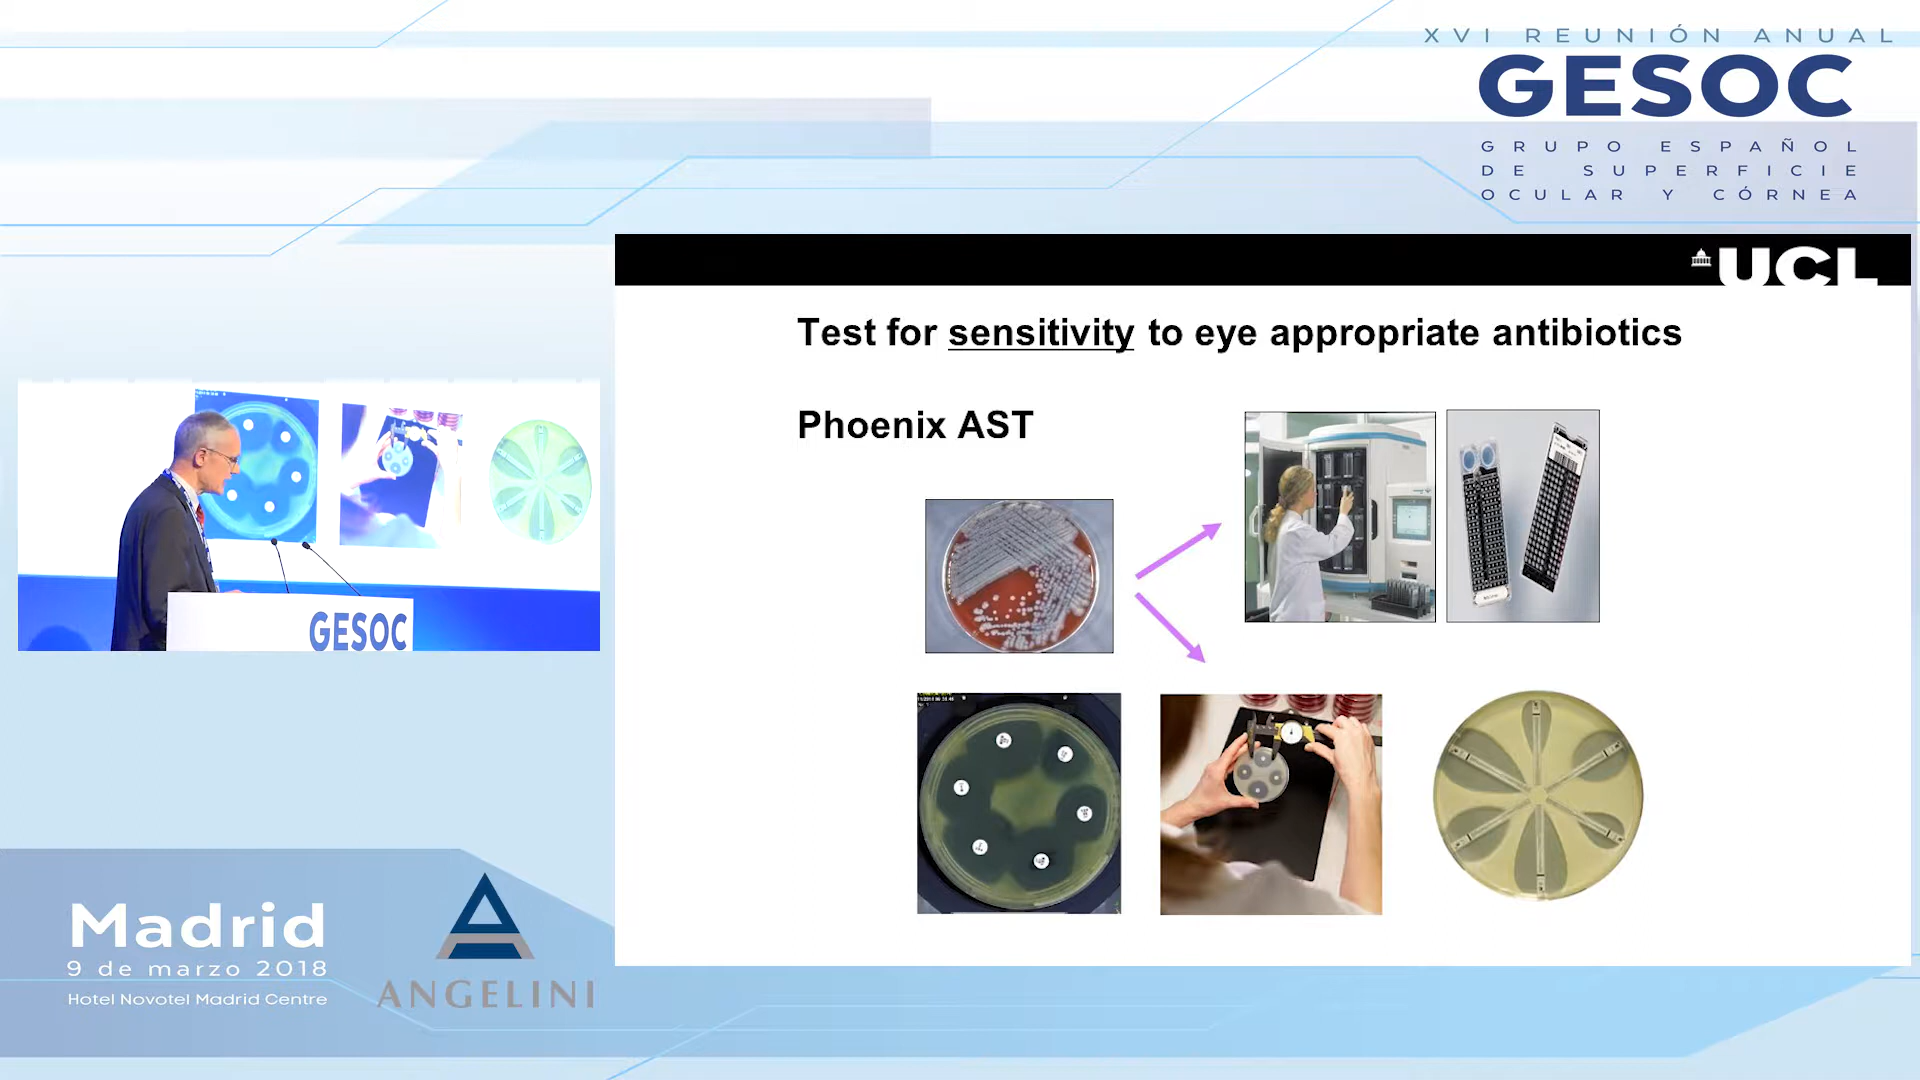 XVI REUNIÓN ANUAL
GESOC
GRUPO ESPAÑOL
DE SUPERFICIE
OCULAR Y CÓRNEA
UCL
Test for sensitivity to eye appropriate antibiotics
Phoenix AST
GESOC
Madrid
9 de marzo 2018
Hotel Novotel Madrid Centre
ANGELINI